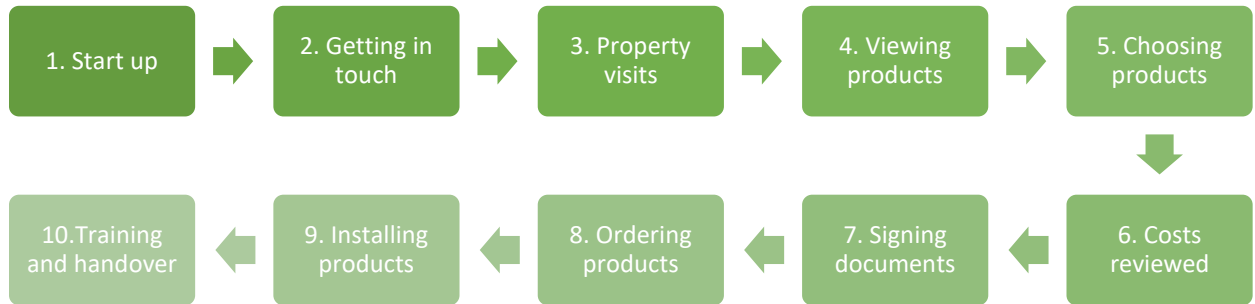 1. Start up
2. Getting in
touch
3. Property
visits
4. Viewing
products
5. Choosing
products
6. Costs
reviewed
7. Signing
documents
8. Ordering
products
9. Installing
products
10.Training
and handover